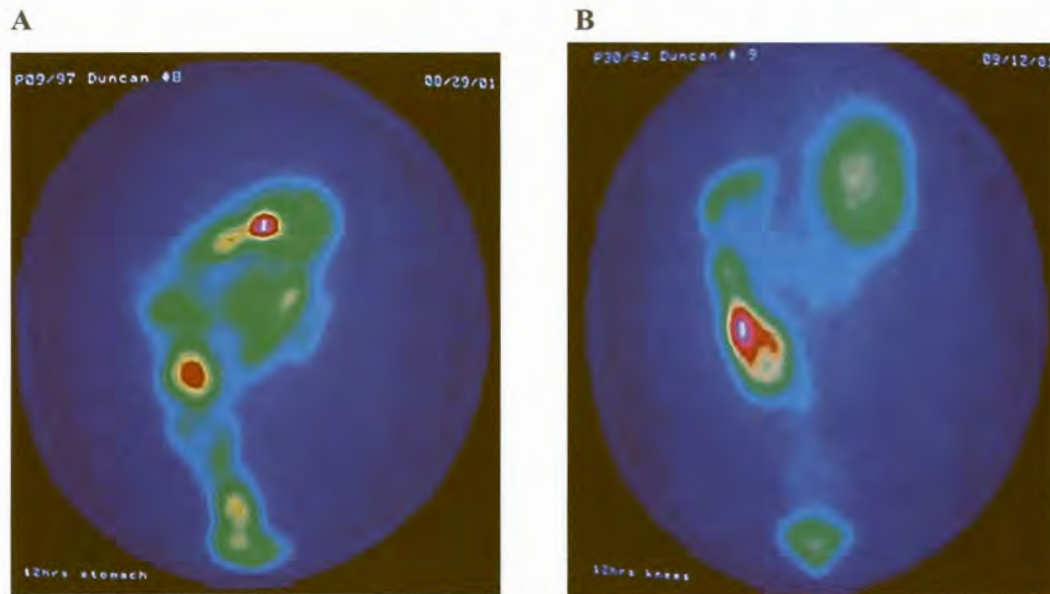 A
B
P09/97 Duncan #8
08/29/01
P30/94 Duncan # 9
09/12/01
12hrs stomach
12hrs knees